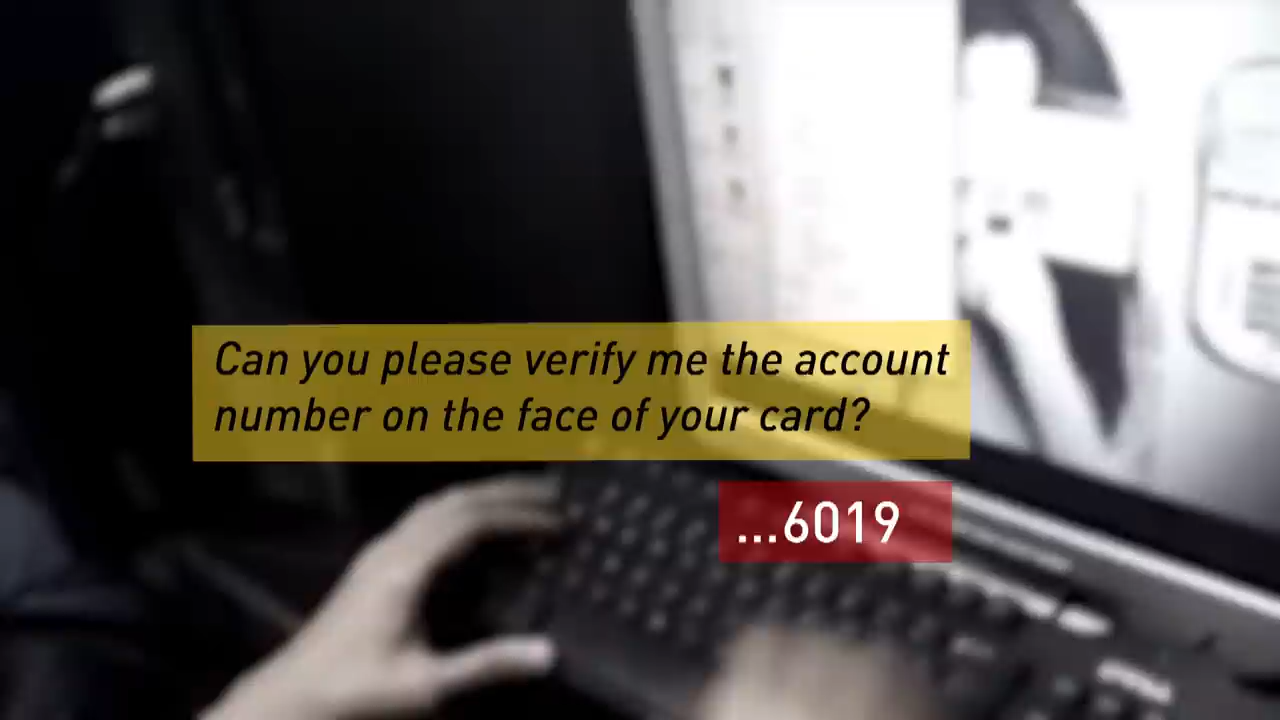 Can you please verify me the account
number on the face of your card?
...6019